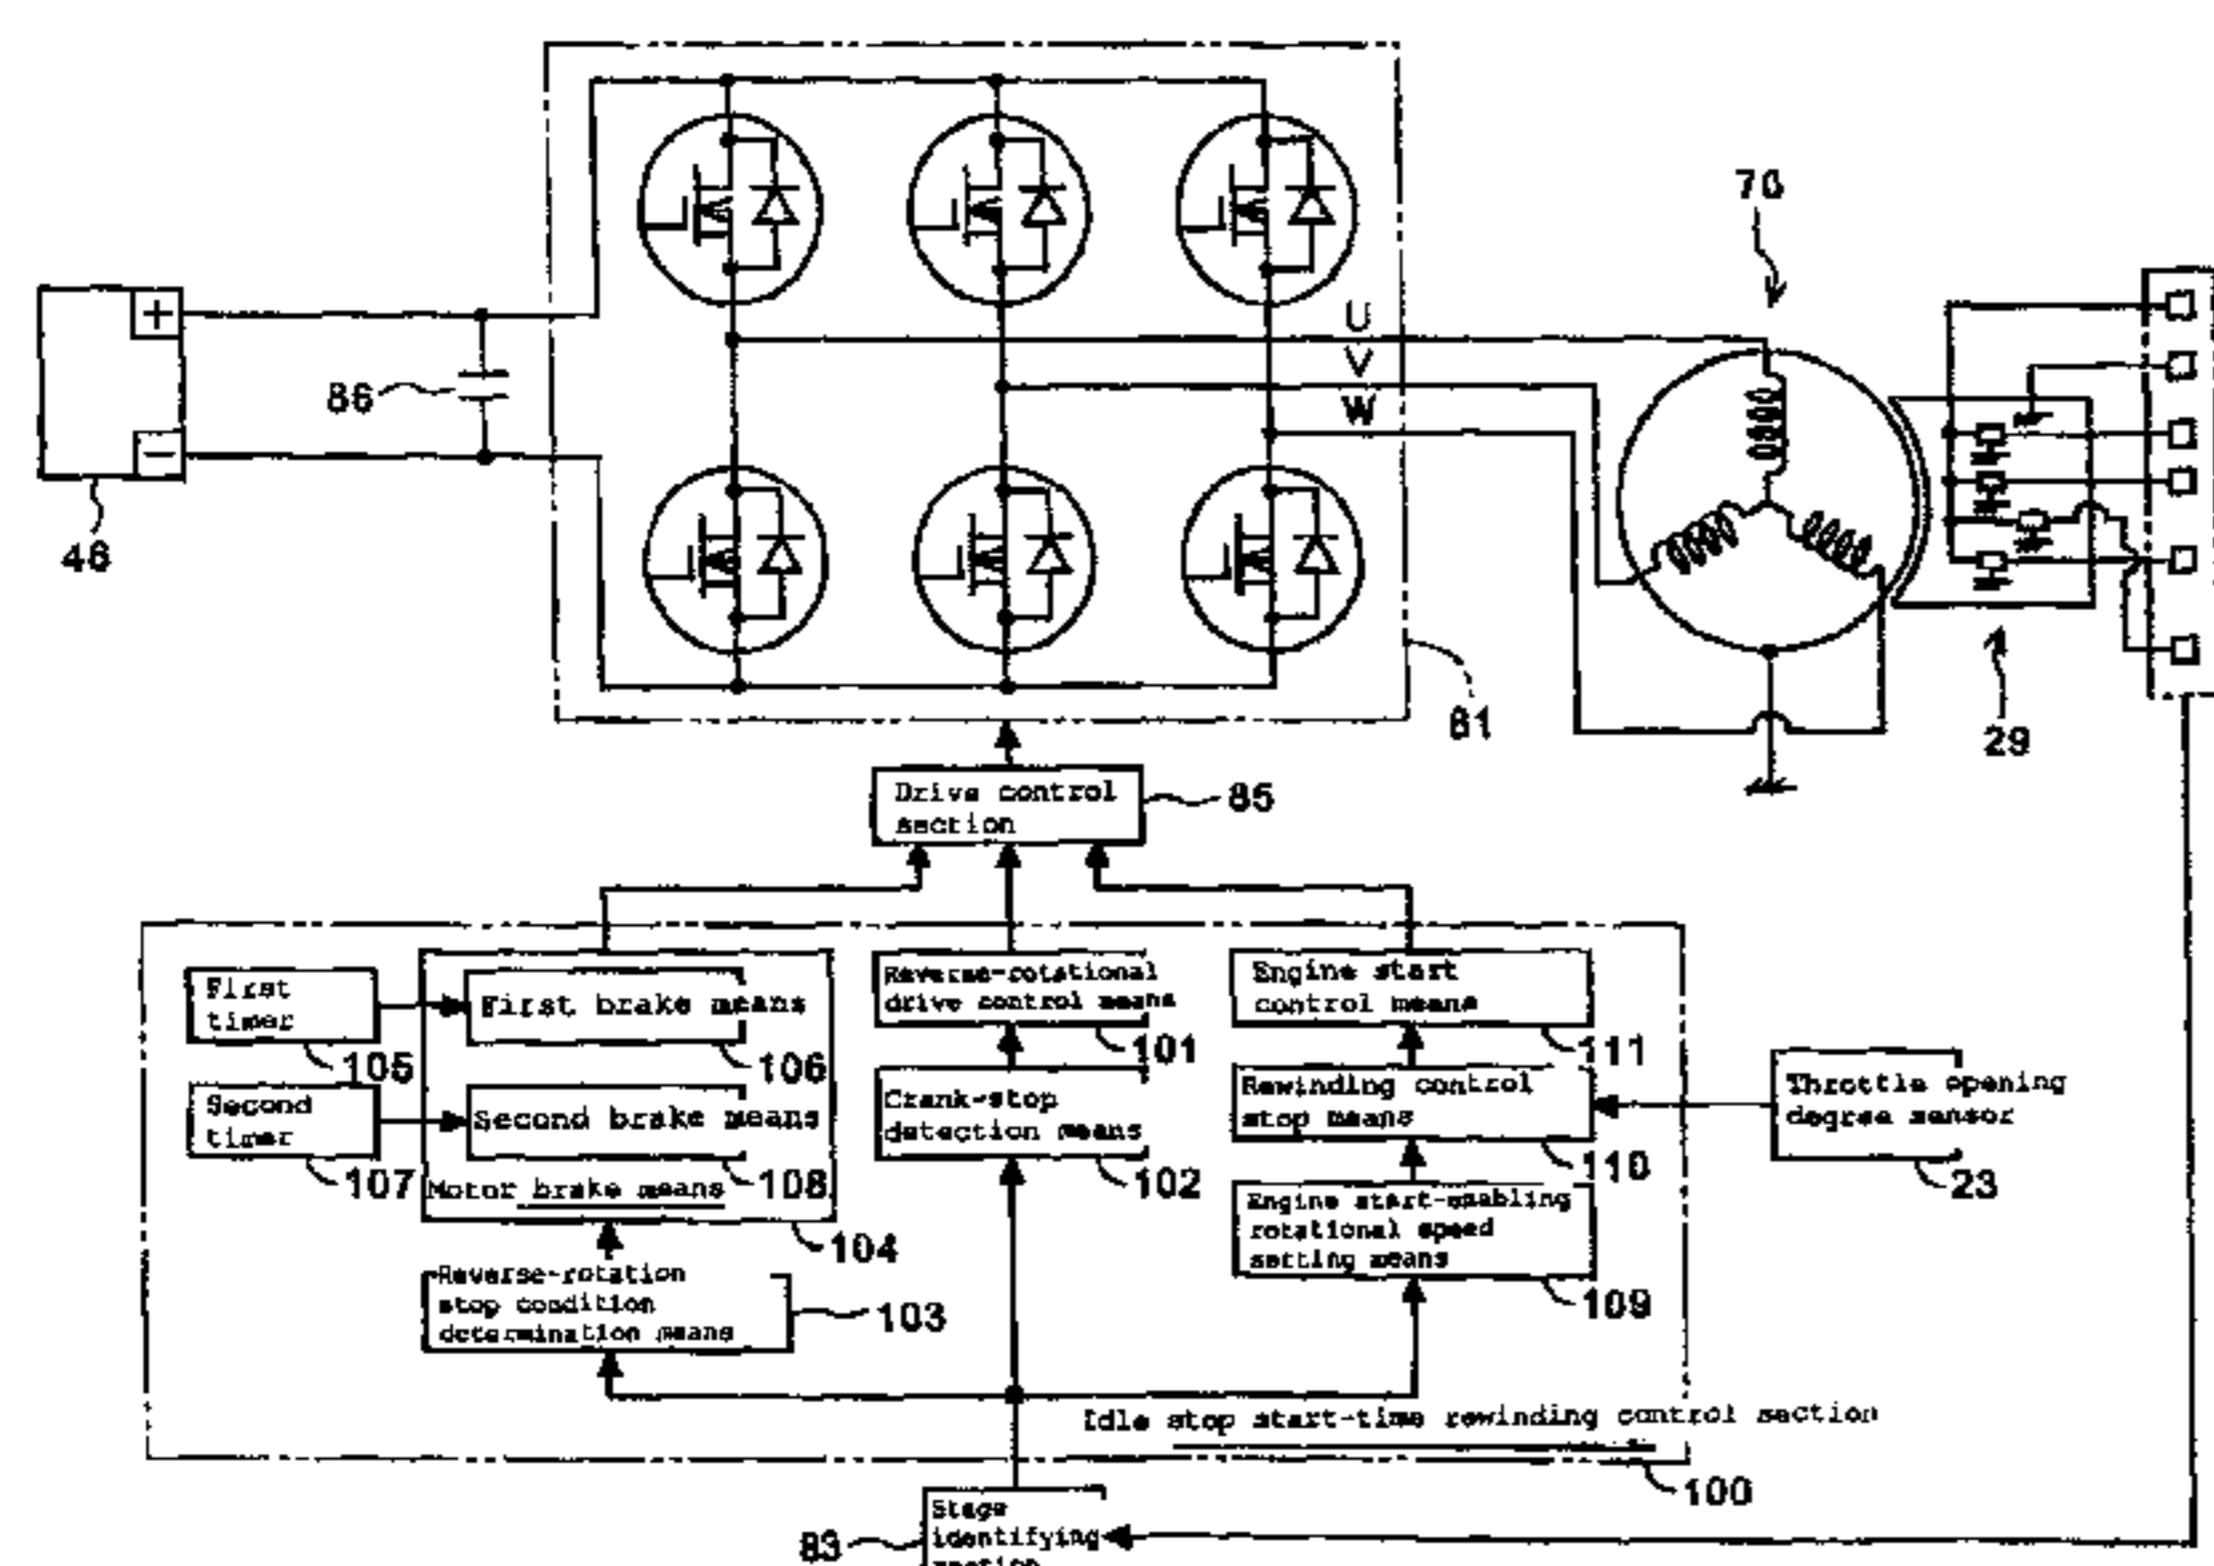 70
+
86
U
V
W
−
46
81
29
Drive control
section
85
First
timer
105
First brake means
106
Reverse-rotational
drive control means
101
Engine start
control means
111
Second
timer
107
Second brake means
108
Motor brake means
104
Crank-stop
detection means
102
Rewinding control
stop means
110
Throttle opening
degree sensor
23
Engine start-enabling
rotational speed
setting means
109
Reverse-rotation
stop condition
determination means
103
Idle stop start-time rewinding control section
100
Stage
identifying
section
83